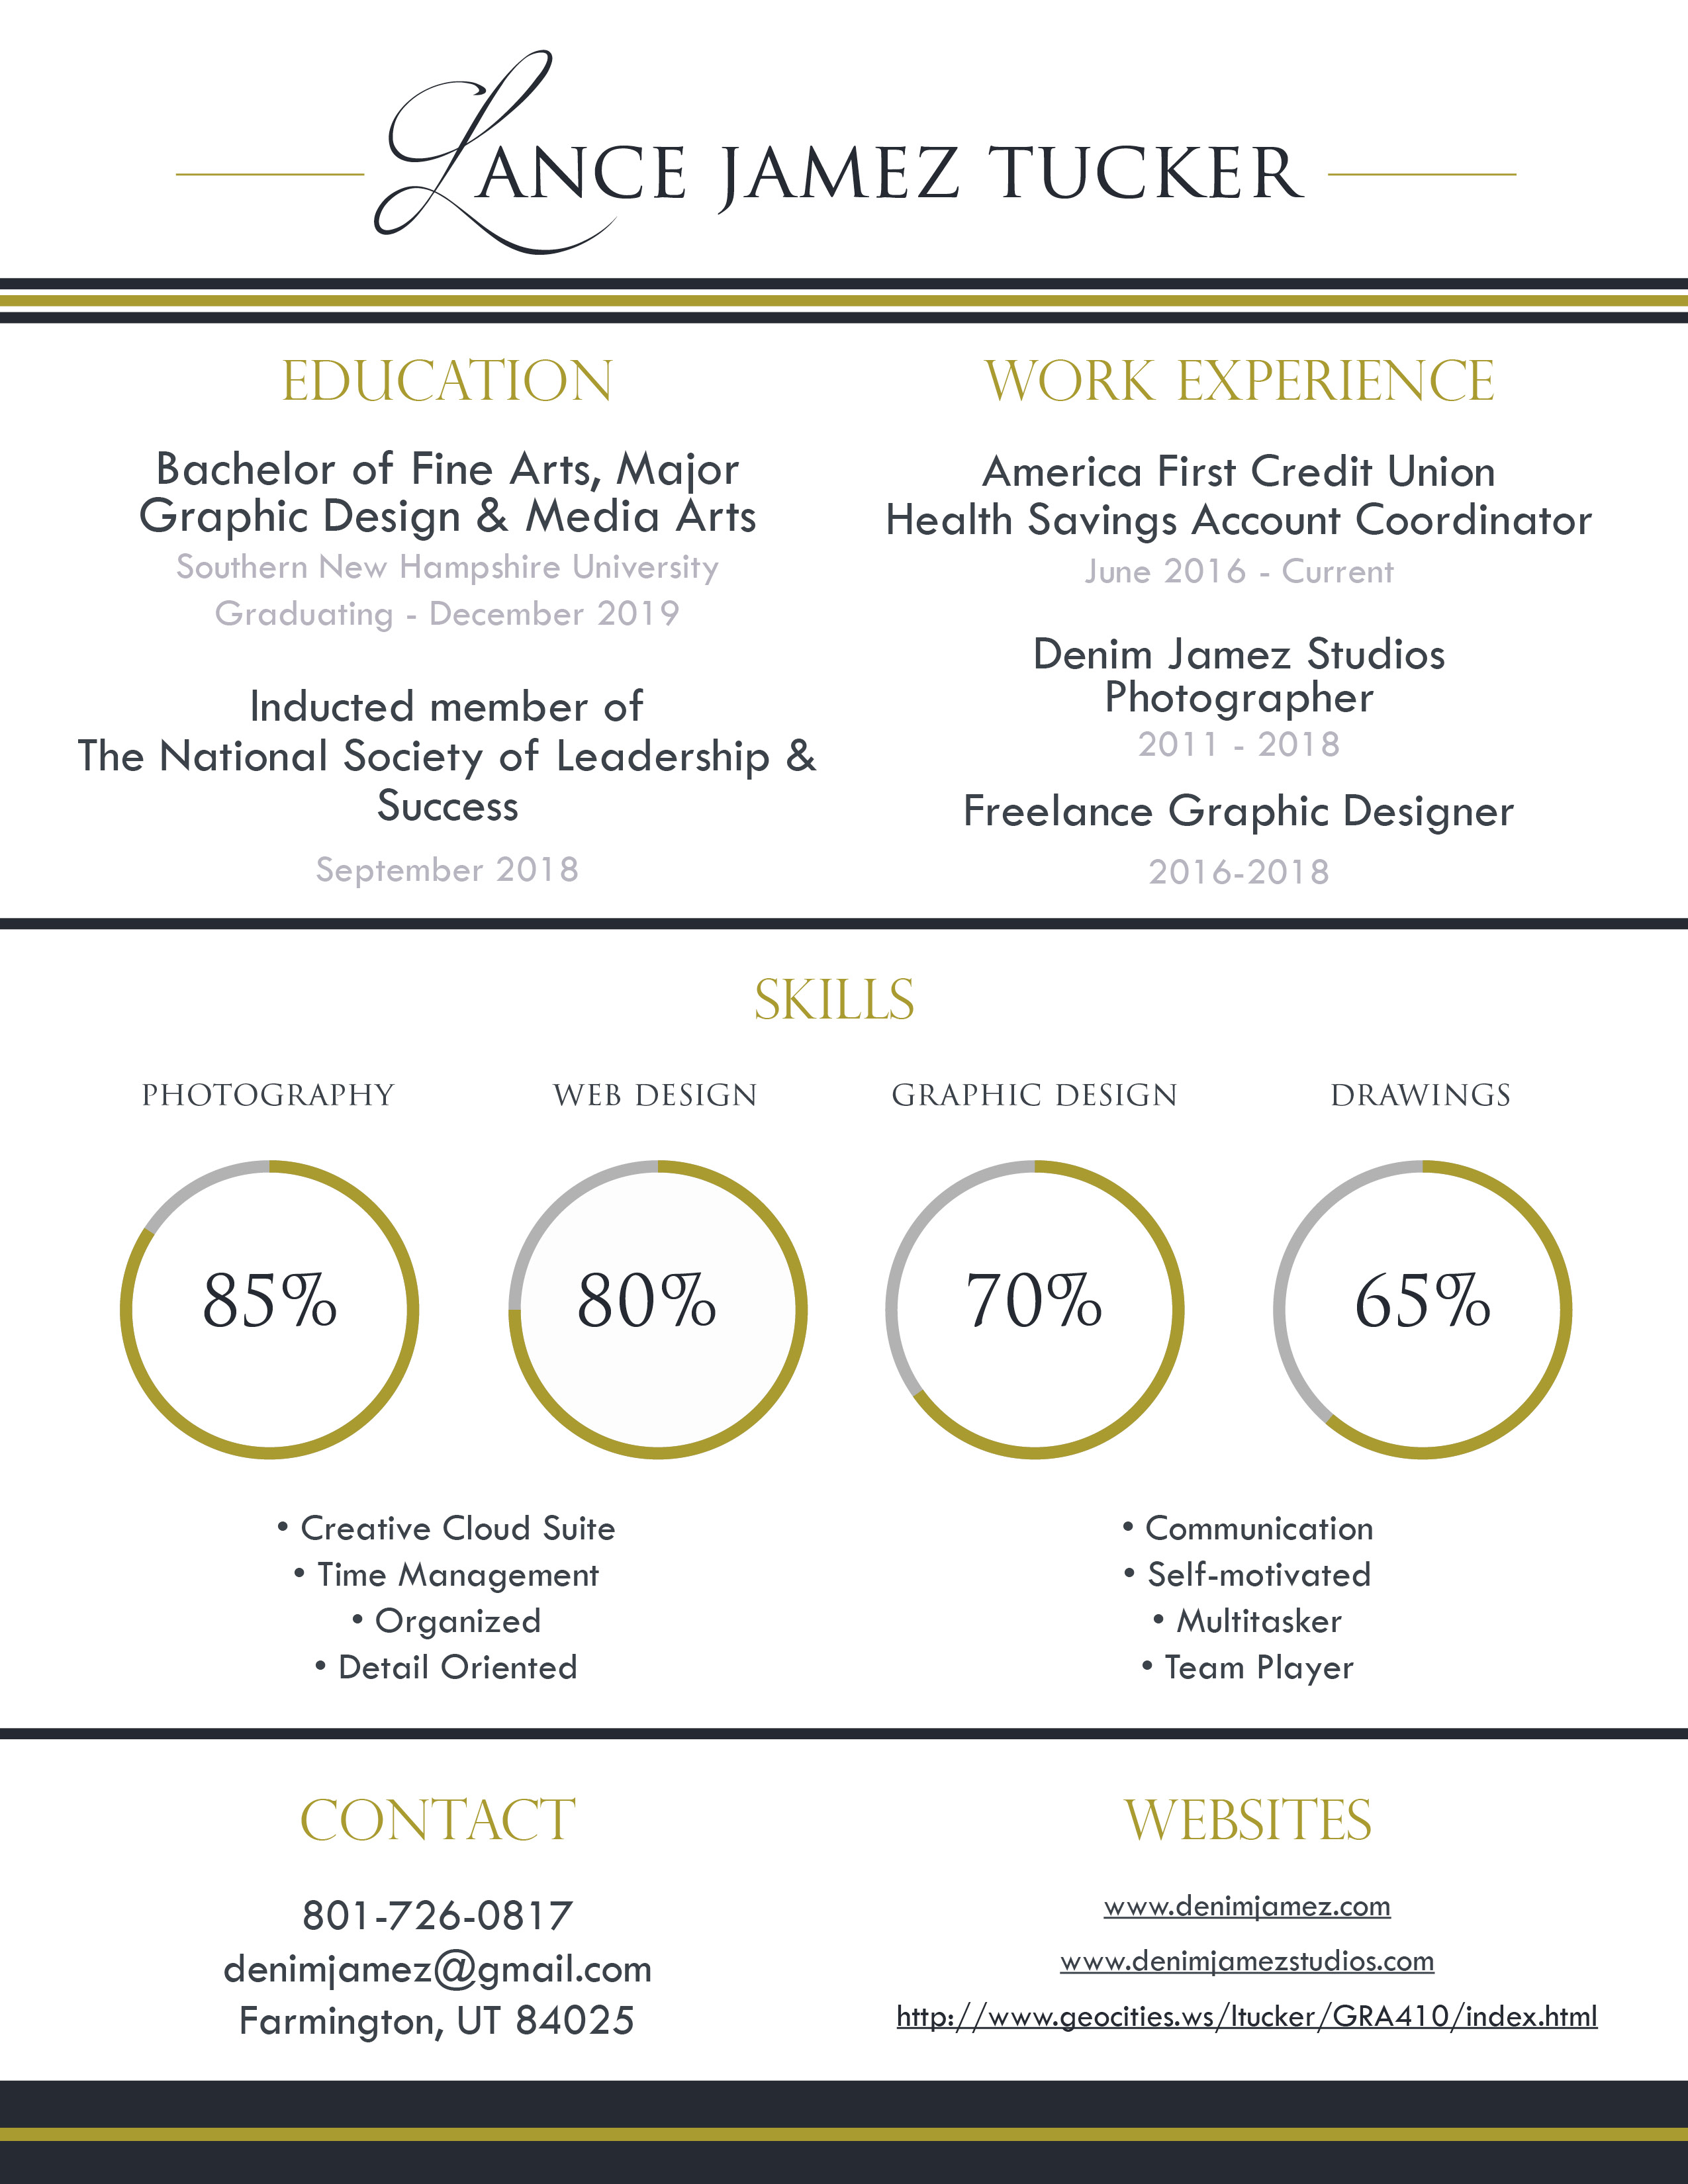 LANCE JAMEZ TUCKER
EDUCATION
Bachelor of Fine Arts, Major
Graphic Design & Media Arts
Southern New Hampshire University
Graduating - December 2019
Inducted member of
The National Society of Leadership &
Success
September 2018
WORK EXPERIENCE
America First Credit Union
Health Savings Account Coordinator
June 2016 - Current
Denim Jamez Studios
Photographer
2011 - 2018
Freelance Graphic Designer
2016-2018
SKILLS
PHOTOGRAPHY
WEB DESIGN
GRAPHIC DESIGN
DRAWINGS
85%
80%
70%
65%
• Creative Cloud Suite
• Time Management
• Organized
• Detail Oriented
• Communication
• Self-motivated
• Multitasker
• Team Player
CONTACT
801-726-0817
denimjamez@gmail.com
Farmington, UT 84025
WEBSITES
www.denimjamez.com
www.denimjamezstudios.com
http://www.geocities.ws/ltucker/GRA410/index.html